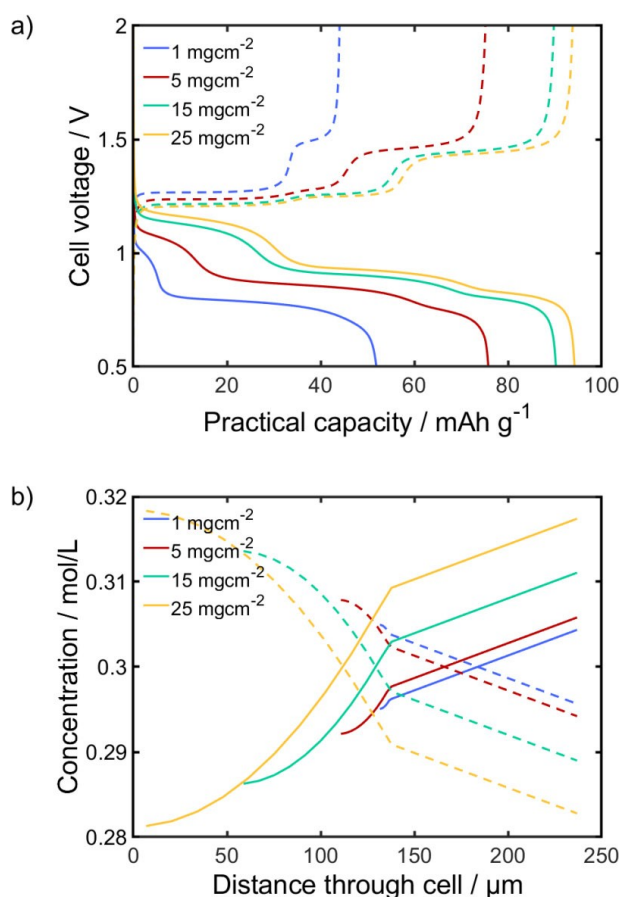 a)
2
1.5
1
0.5
Cell voltage / V
1 mgcm⁻²
5 mgcm⁻²
15 mgcm⁻²
25 mgcm⁻²
0 20 40 60 80 100
Practical capacity / mAh g⁻¹
b)
0.32
0.31
0.3
0.29
0.28
Concentration / mol/L
1 mgcm⁻²
5 mgcm⁻²
15 mgcm⁻²
25 mgcm⁻²
0 50 100 150 200 250
Distance through cell / μm